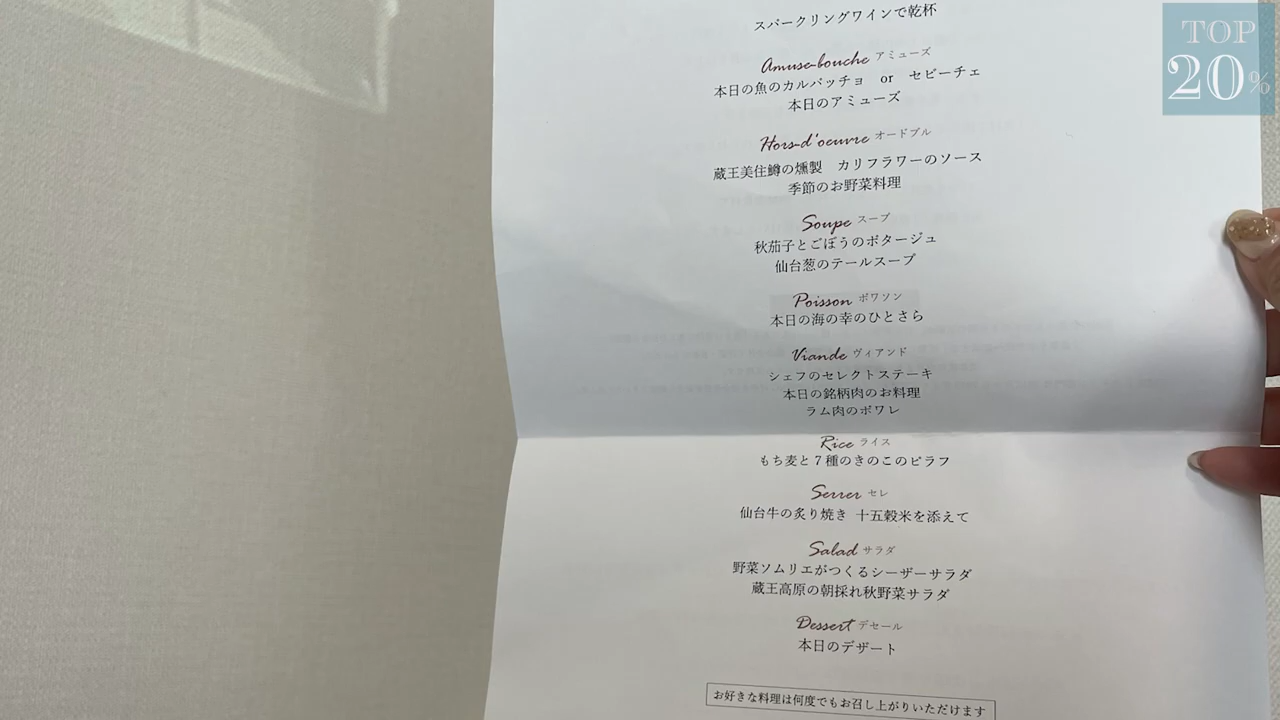 TOP
20%
スパークリングワインで乾杯
Amuse-bouche アミューズ
本日の魚のカルパッチョ or セビーチェ
本日のアミューズ
Hors-d'oeuvre オードブル
蔵王美住鱒の燻製 カリフラワーのソース
季節のお野菜料理
Soupe スープ
秋茄子とごぼうのポタージュ
仙台葱のテールスープ
Poisson ポワソン
本日の海の幸のひとさら
Viande ヴィアンド
シェフのセレクトステーキ
本日の銘柄肉のお料理
ラム肉のポワレ
Rice ライス
もち麦と7種のきのこのピラフ
Serrer セレ
仙台牛の炙り焼き 十五穀米を添えて
Salad サラダ
野菜ソムリエがつくるシーザーサラダ
蔵王高原の朝採れ秋野菜サラダ
Dessert デセール
本日のデザート
お好きな料理は何度でもお召し上がりいただけます